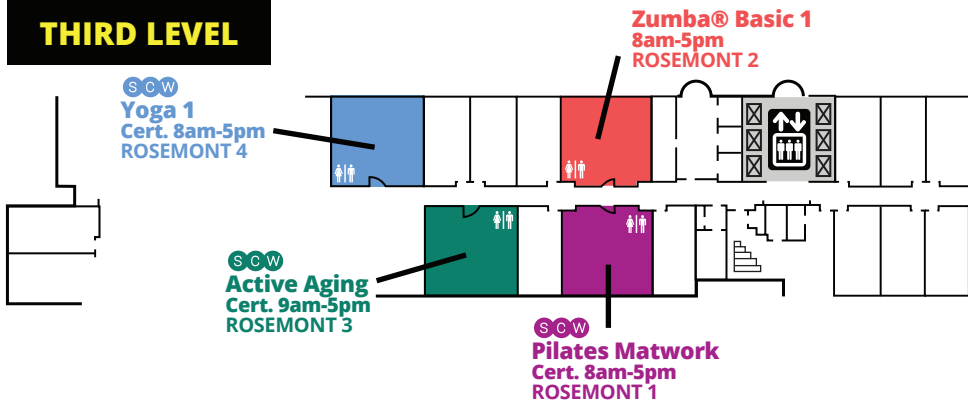 THIRD LEVEL
Zumba® Basic 1
8am-5pm
ROSEMONT 2
SCW
Yoga 1
Cert. 8am-5pm
ROSEMONT 4
SCW
Active Aging
Cert. 9am-5pm
ROSEMONT 3
SCW
Pilates Matwork
Cert. 8am-5pm
ROSEMONT 1